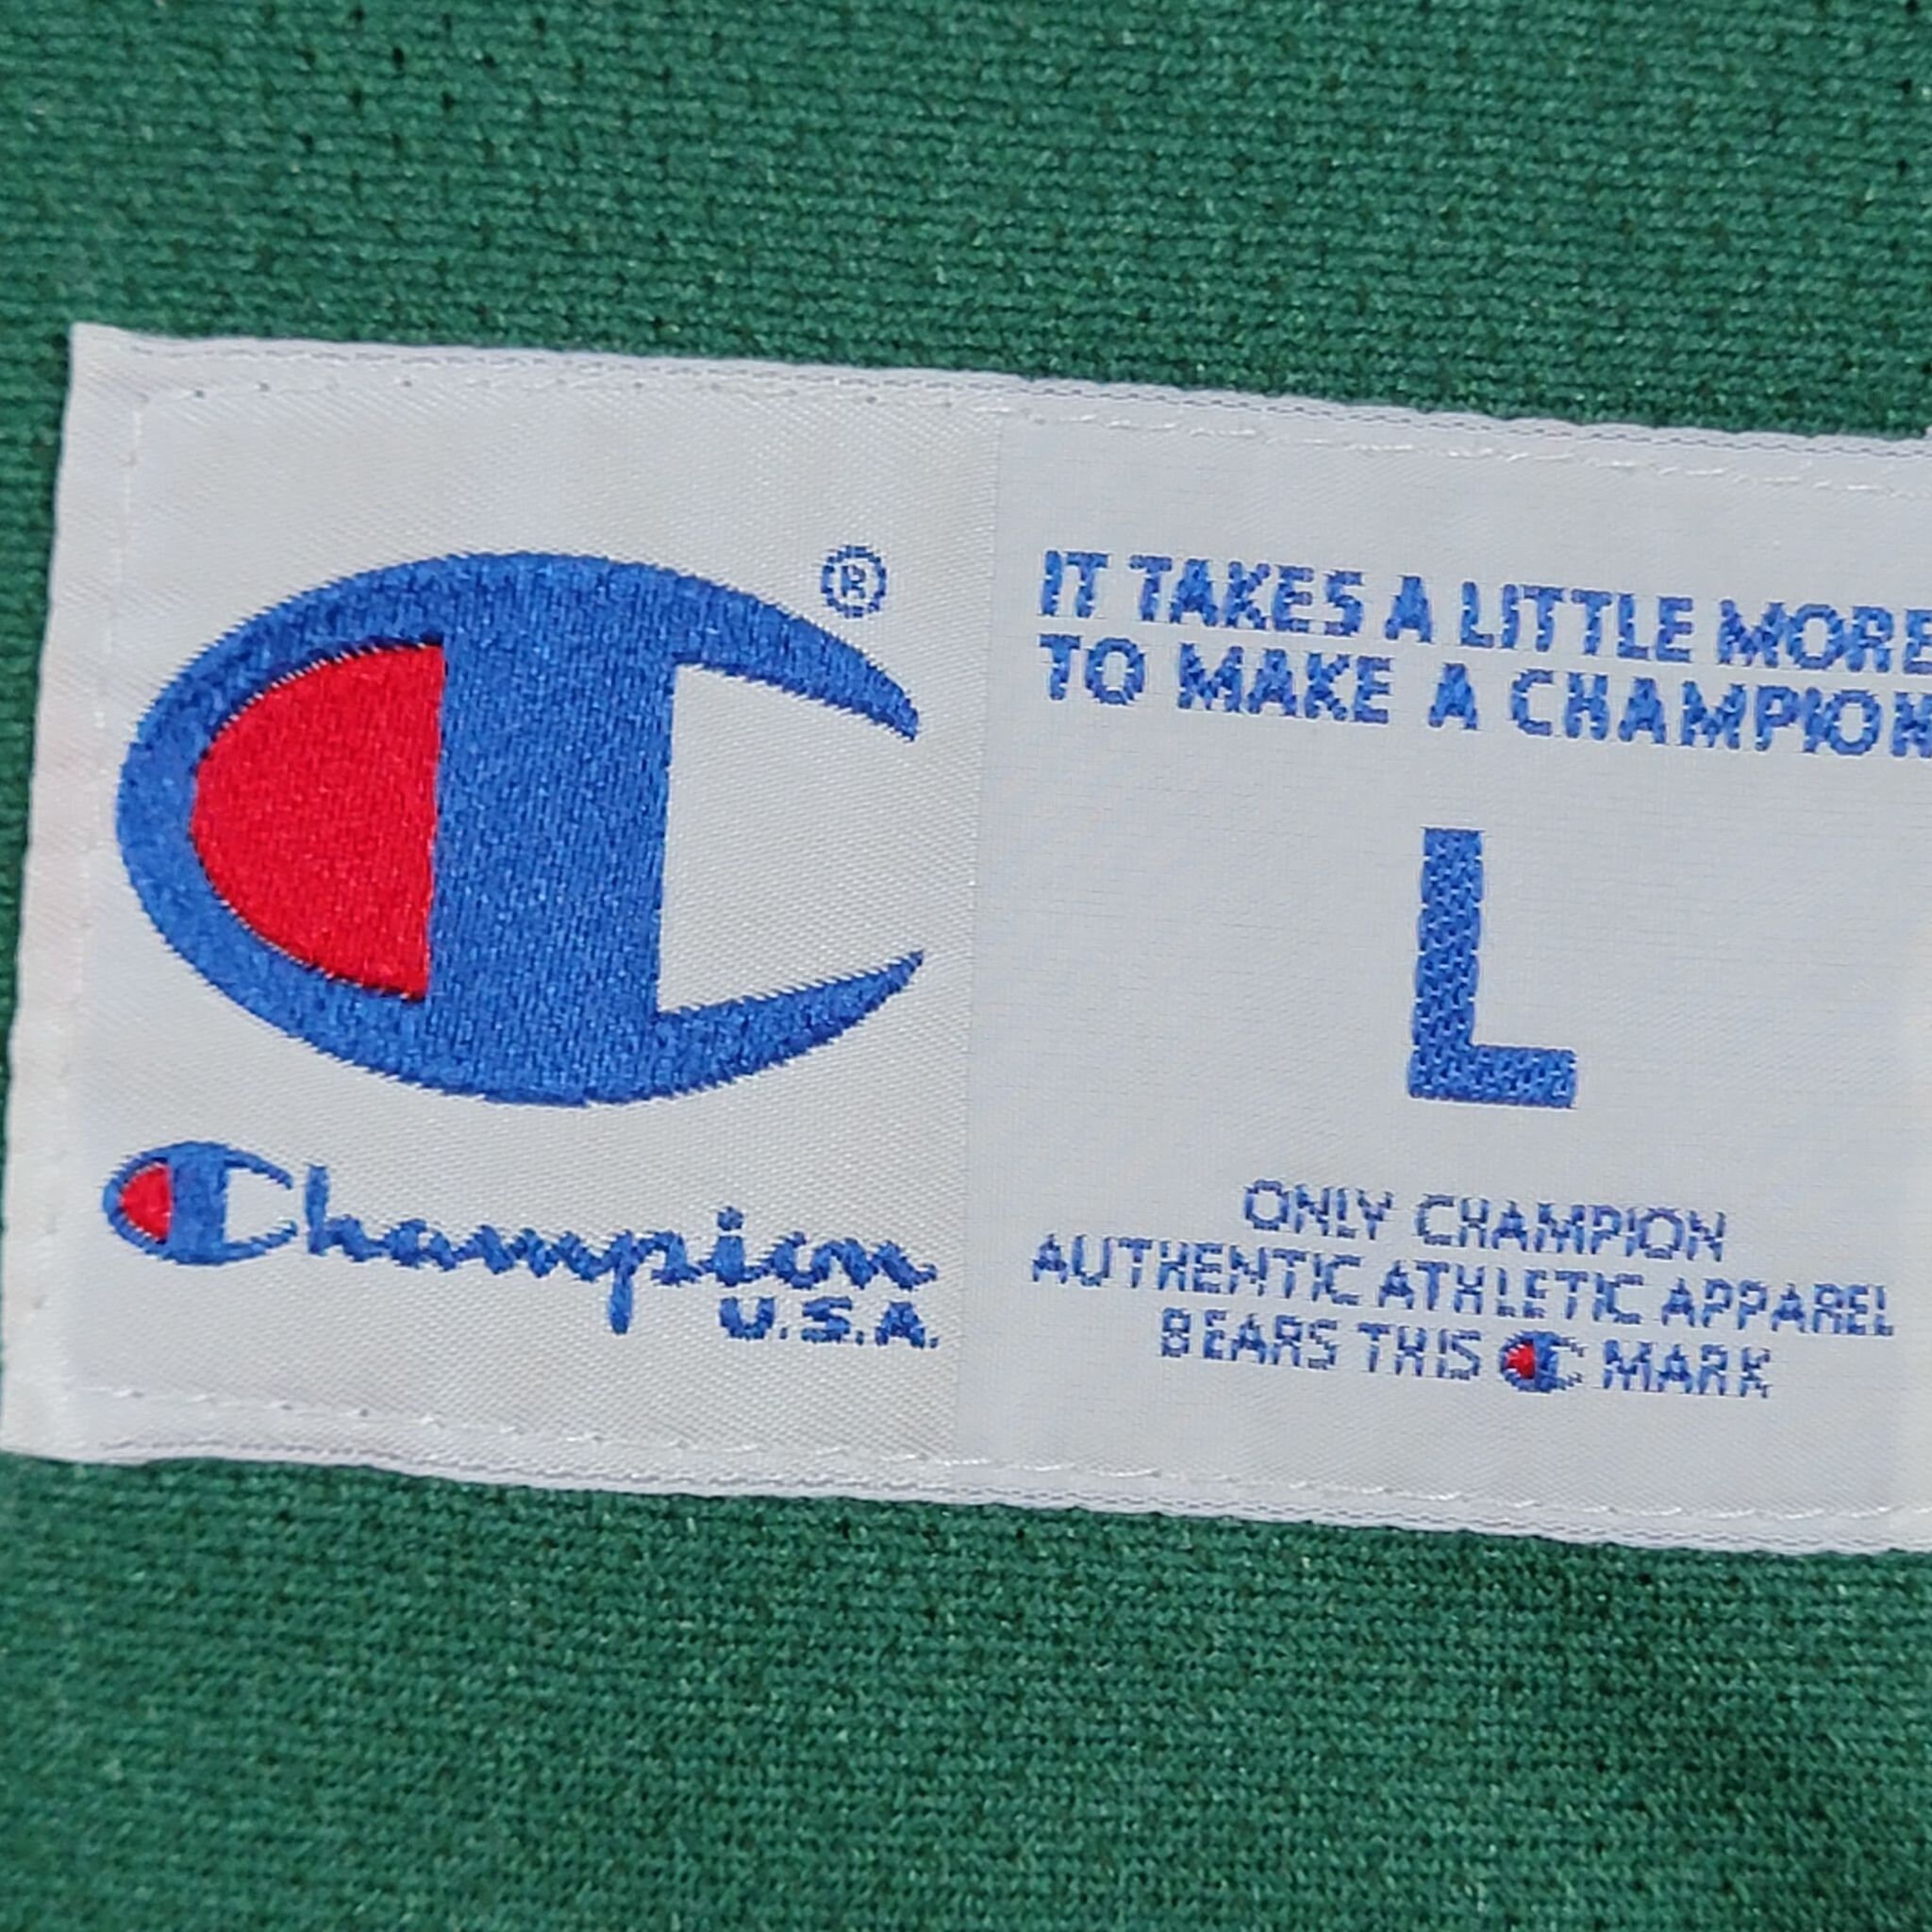 ®
Champion
U.S.A.
IT TAKES A LITTLE MORE
TO MAKE A CHAMPION
L
ONLY CHAMPION
AUTHENTIC ATHLETIC APPAREL
BEARS THIS C MARK